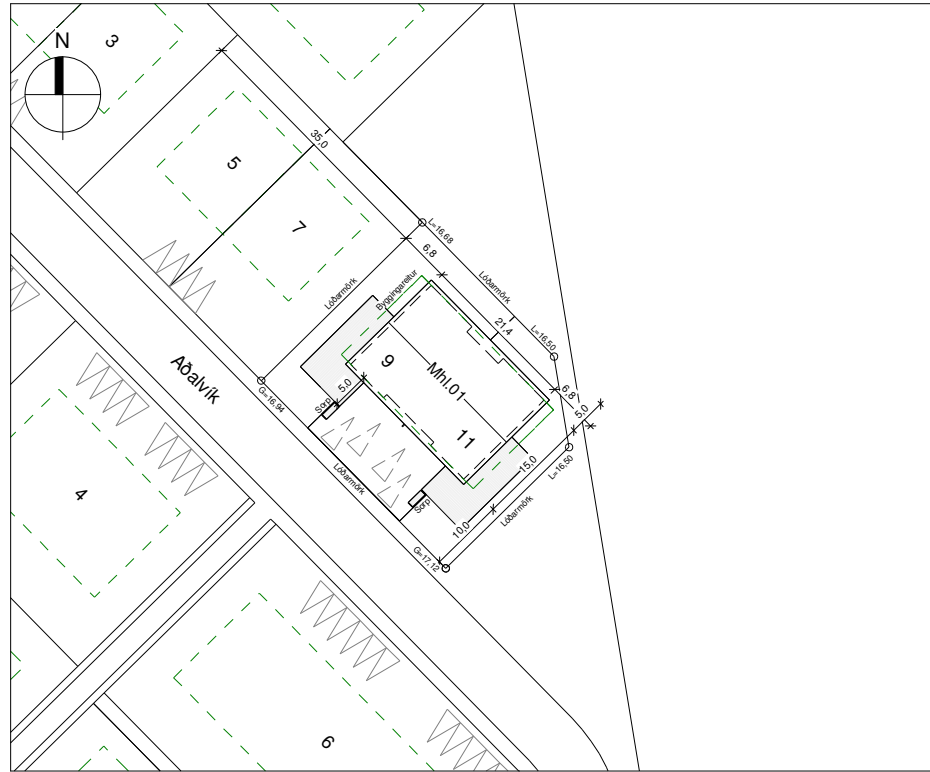 3
N
35,0
5
7
L=16,68
6.8
Lóðarmörk
Lóðarmörk
Byggingareitur
21,4
L=16,50
Aðalvík
9
Mhl.01
5,0
6,8
5,0
G=16,94
Sorp
11
15,0
L=16,50
Lóðarmörk
Lóðarmörk
Sorp
10,0
4
G=17,12
6